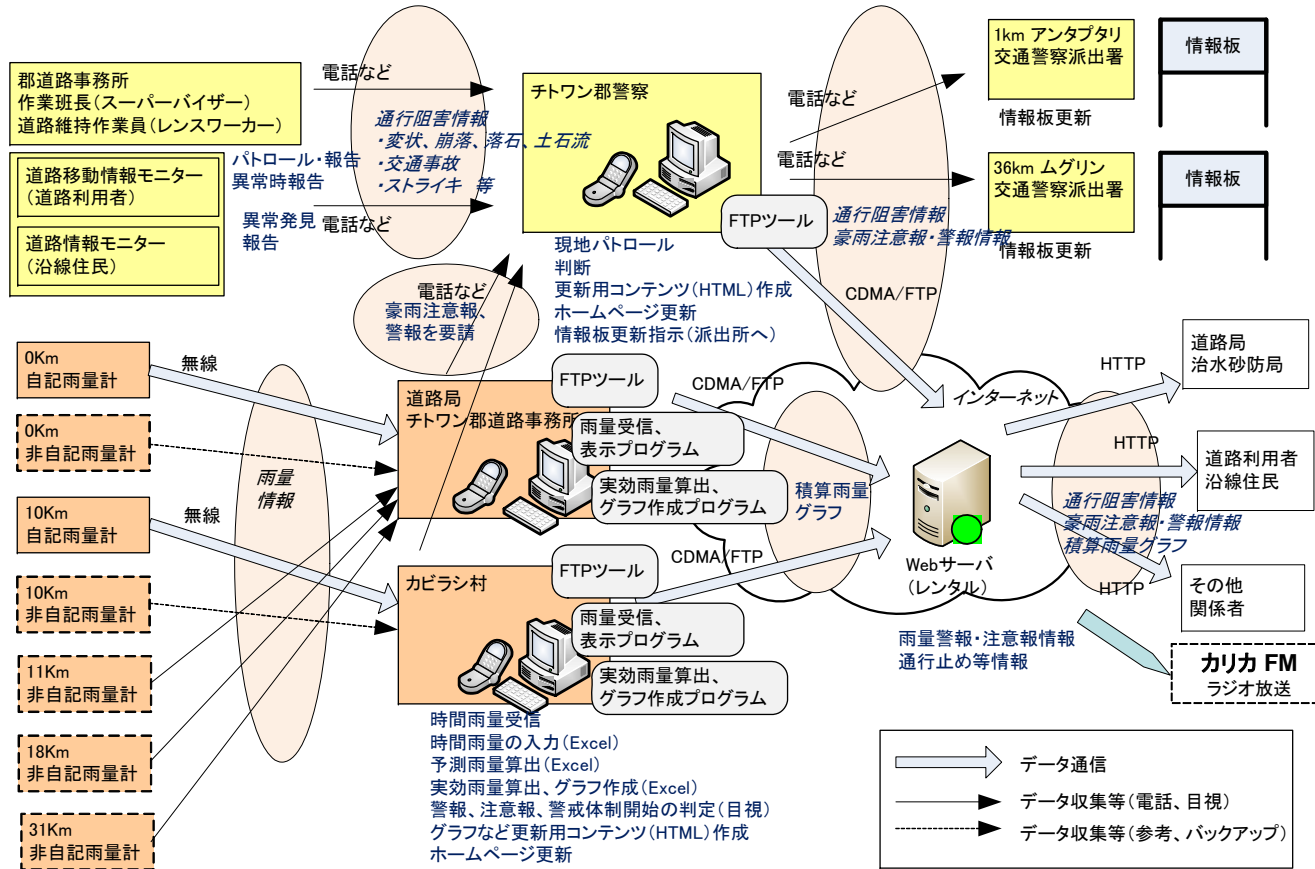 郡道路事務所
作業班長(スーパーバイザー)
道路維持作業員(レンスワーカー)
電話など
道路移動情報モニター
(道路利用者)
道路情報モニター
(沿線住民)
パトロール・報告
異常時報告
異常発見
報告
電話など
通行阻害情報
・変状、崩落、落石、土石流
・交通事故
・ストライキ 等
チトワン郡警察
FTPツール
現地パトロール
判断
更新用コンテンツ(HTML)作成
ホームページ更新
情報板更新指示(派出所へ)
電話など
電話など
通行阻害情報
豪雨注意報・警報情報
CDMA/FTP
1km アンタプタリ
交通警察派出署
情報板更新
情報板
36km ムグリン
交通警察派出署
情報板更新
情報板
電話など
豪雨注意報、
警報を要請
0Km
自記雨量計
無線
0Km
非自記雨量計
10Km
自記雨量計
無線
10Km
非自記雨量計
11Km
非自記雨量計
18Km
非自記雨量計
31Km
非自記雨量計
雨量
情報
道路局
チトワン郡道路事務所
FTPツール
雨量受信、
表示プログラム
実効雨量算出、
グラフ作成プログラム
CDMA/FTP
カビラシ村
FTPツール
雨量受信、
表示プログラム
実効雨量算出、
グラフ作成プログラム
CDMA/FTP
時間雨量受信
時間雨量の入力(Excel)
予測雨量算出(Excel)
実効雨量算出、グラフ作成(Excel)
警報、注意報、警戒体制開始の判定(目視)
グラフなど更新用コンテンツ(HTML)作成
ホームページ更新
積算雨量
グラフ
インターネット
Webサーバ
(レンタル)
HTTP
道路局
治水砂防局
HTTP
道路利用者
沿線住民
通行阻害情報
豪雨注意報・警報情報
積算雨量グラフ
HTTP
その他
関係者
雨量警報・注意報情報
通行止め等情報
カリカ FM
ラジオ放送
データ通信
データ収集等(電話、目視)
データ収集等(参考、バックアップ)